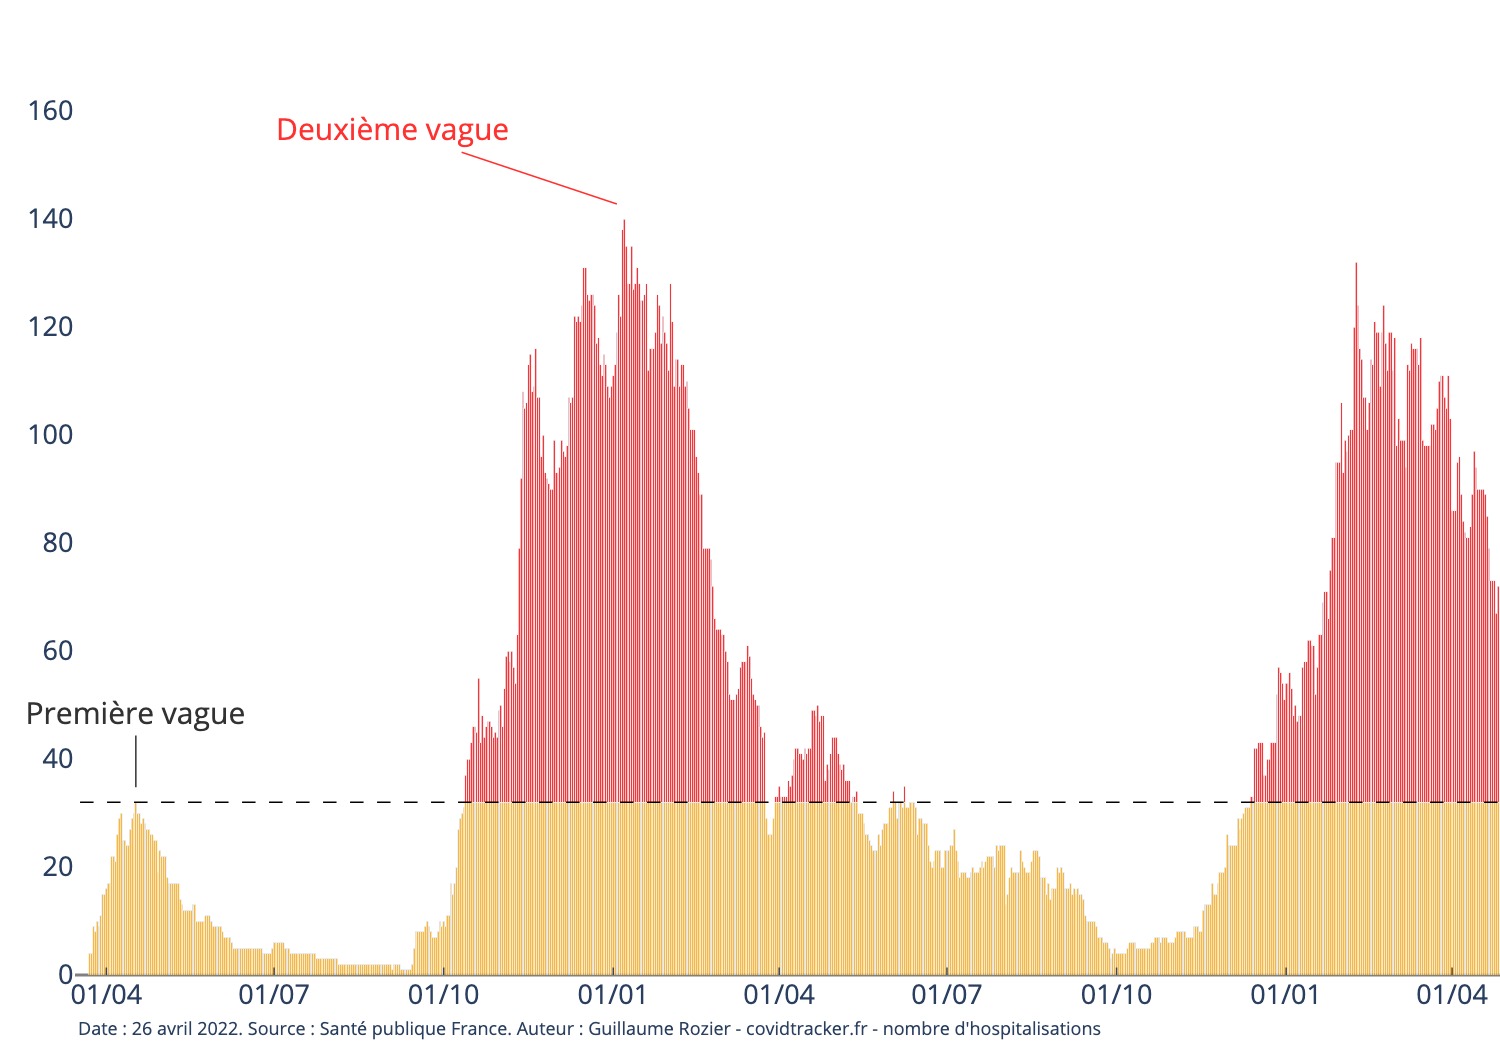 160
Deuxième vague
140
120
100
80
60
Première vague
40
20
0
01/04 01/07 01/10 01/01 01/04 01/07 01/10 01/01 01/04
Date : 26 avril 2022. Source : Santé publique France. Auteur : Guillaume Rozier - covidtracker.fr - nombre d'hospitalisations